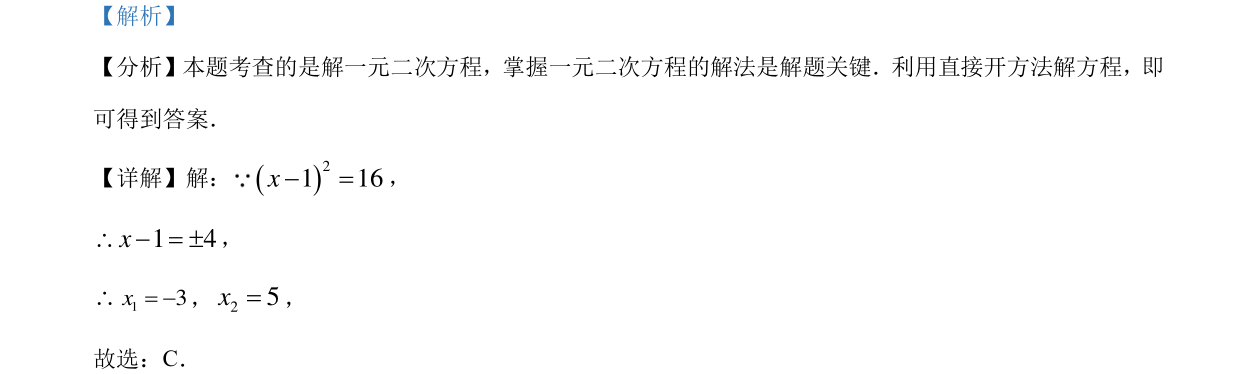 【解析】
【分析】本题考查的是解一元二次方程，掌握一元二次方程的解法是解题关键．利用直接开方法解方程，即
可得到答案．
【详解】解：∵(x−1)²=16，
∴x−1=±4，
∴x₁=−3，x₂=5，
故选：C．